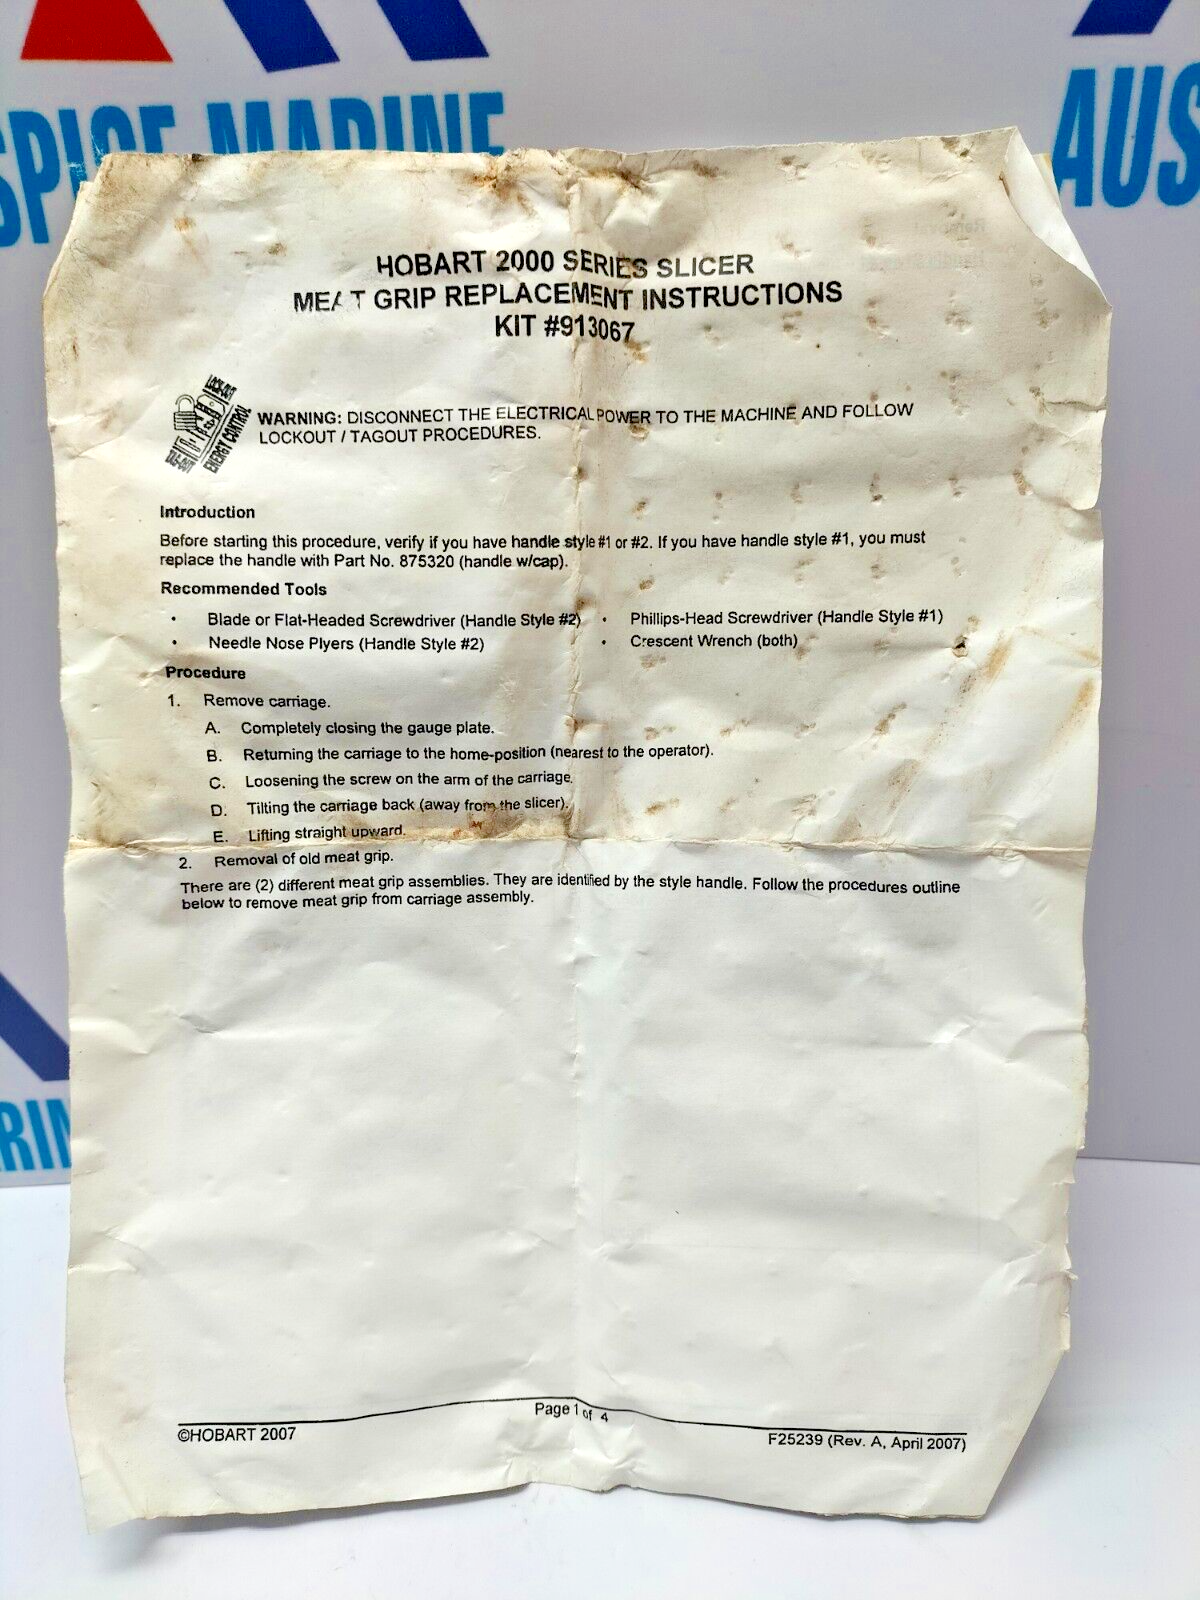 SPICE MARINE
AUS
HOBART 2000 SERIES SLICER
MEAT GRIP REPLACEMENT INSTRUCTIONS
KIT #913067
LOCK-OUT
TAG-OUT
ENERGY CONTROL
WARNING: DISCONNECT THE ELECTRICAL POWER TO THE MACHINE AND FOLLOW
LOCKOUT / TAGOUT PROCEDURES.
Introduction
Before starting this procedure, verify if you have handle style #1 or #2. If you have handle style #1, you must
replace the handle with Part No. 875320 (handle w/cap).
Recommended Tools
• Blade or Flat-Headed Screwdriver (Handle Style #2) • Phillips-Head Screwdriver (Handle Style #1)
• Needle Nose Plyers (Handle Style #2) • Crescent Wrench (both)
Procedure
1. Remove carriage.
A. Completely closing the gauge plate.
B. Returning the carriage to the home-position (nearest to the operator).
C. Loosening the screw on the arm of the carriage.
D. Tilting the carriage back (away from the slicer).
E. Lifting straight upward.
2. Removal of old meat grip.
There are (2) different meat grip assemblies. They are identified by the style handle. Follow the procedures outline
below to remove meat grip from carriage assembly.
RIN
Page 1 of 4
©HOBART 2007
F25239 (Rev. A, April 2007)